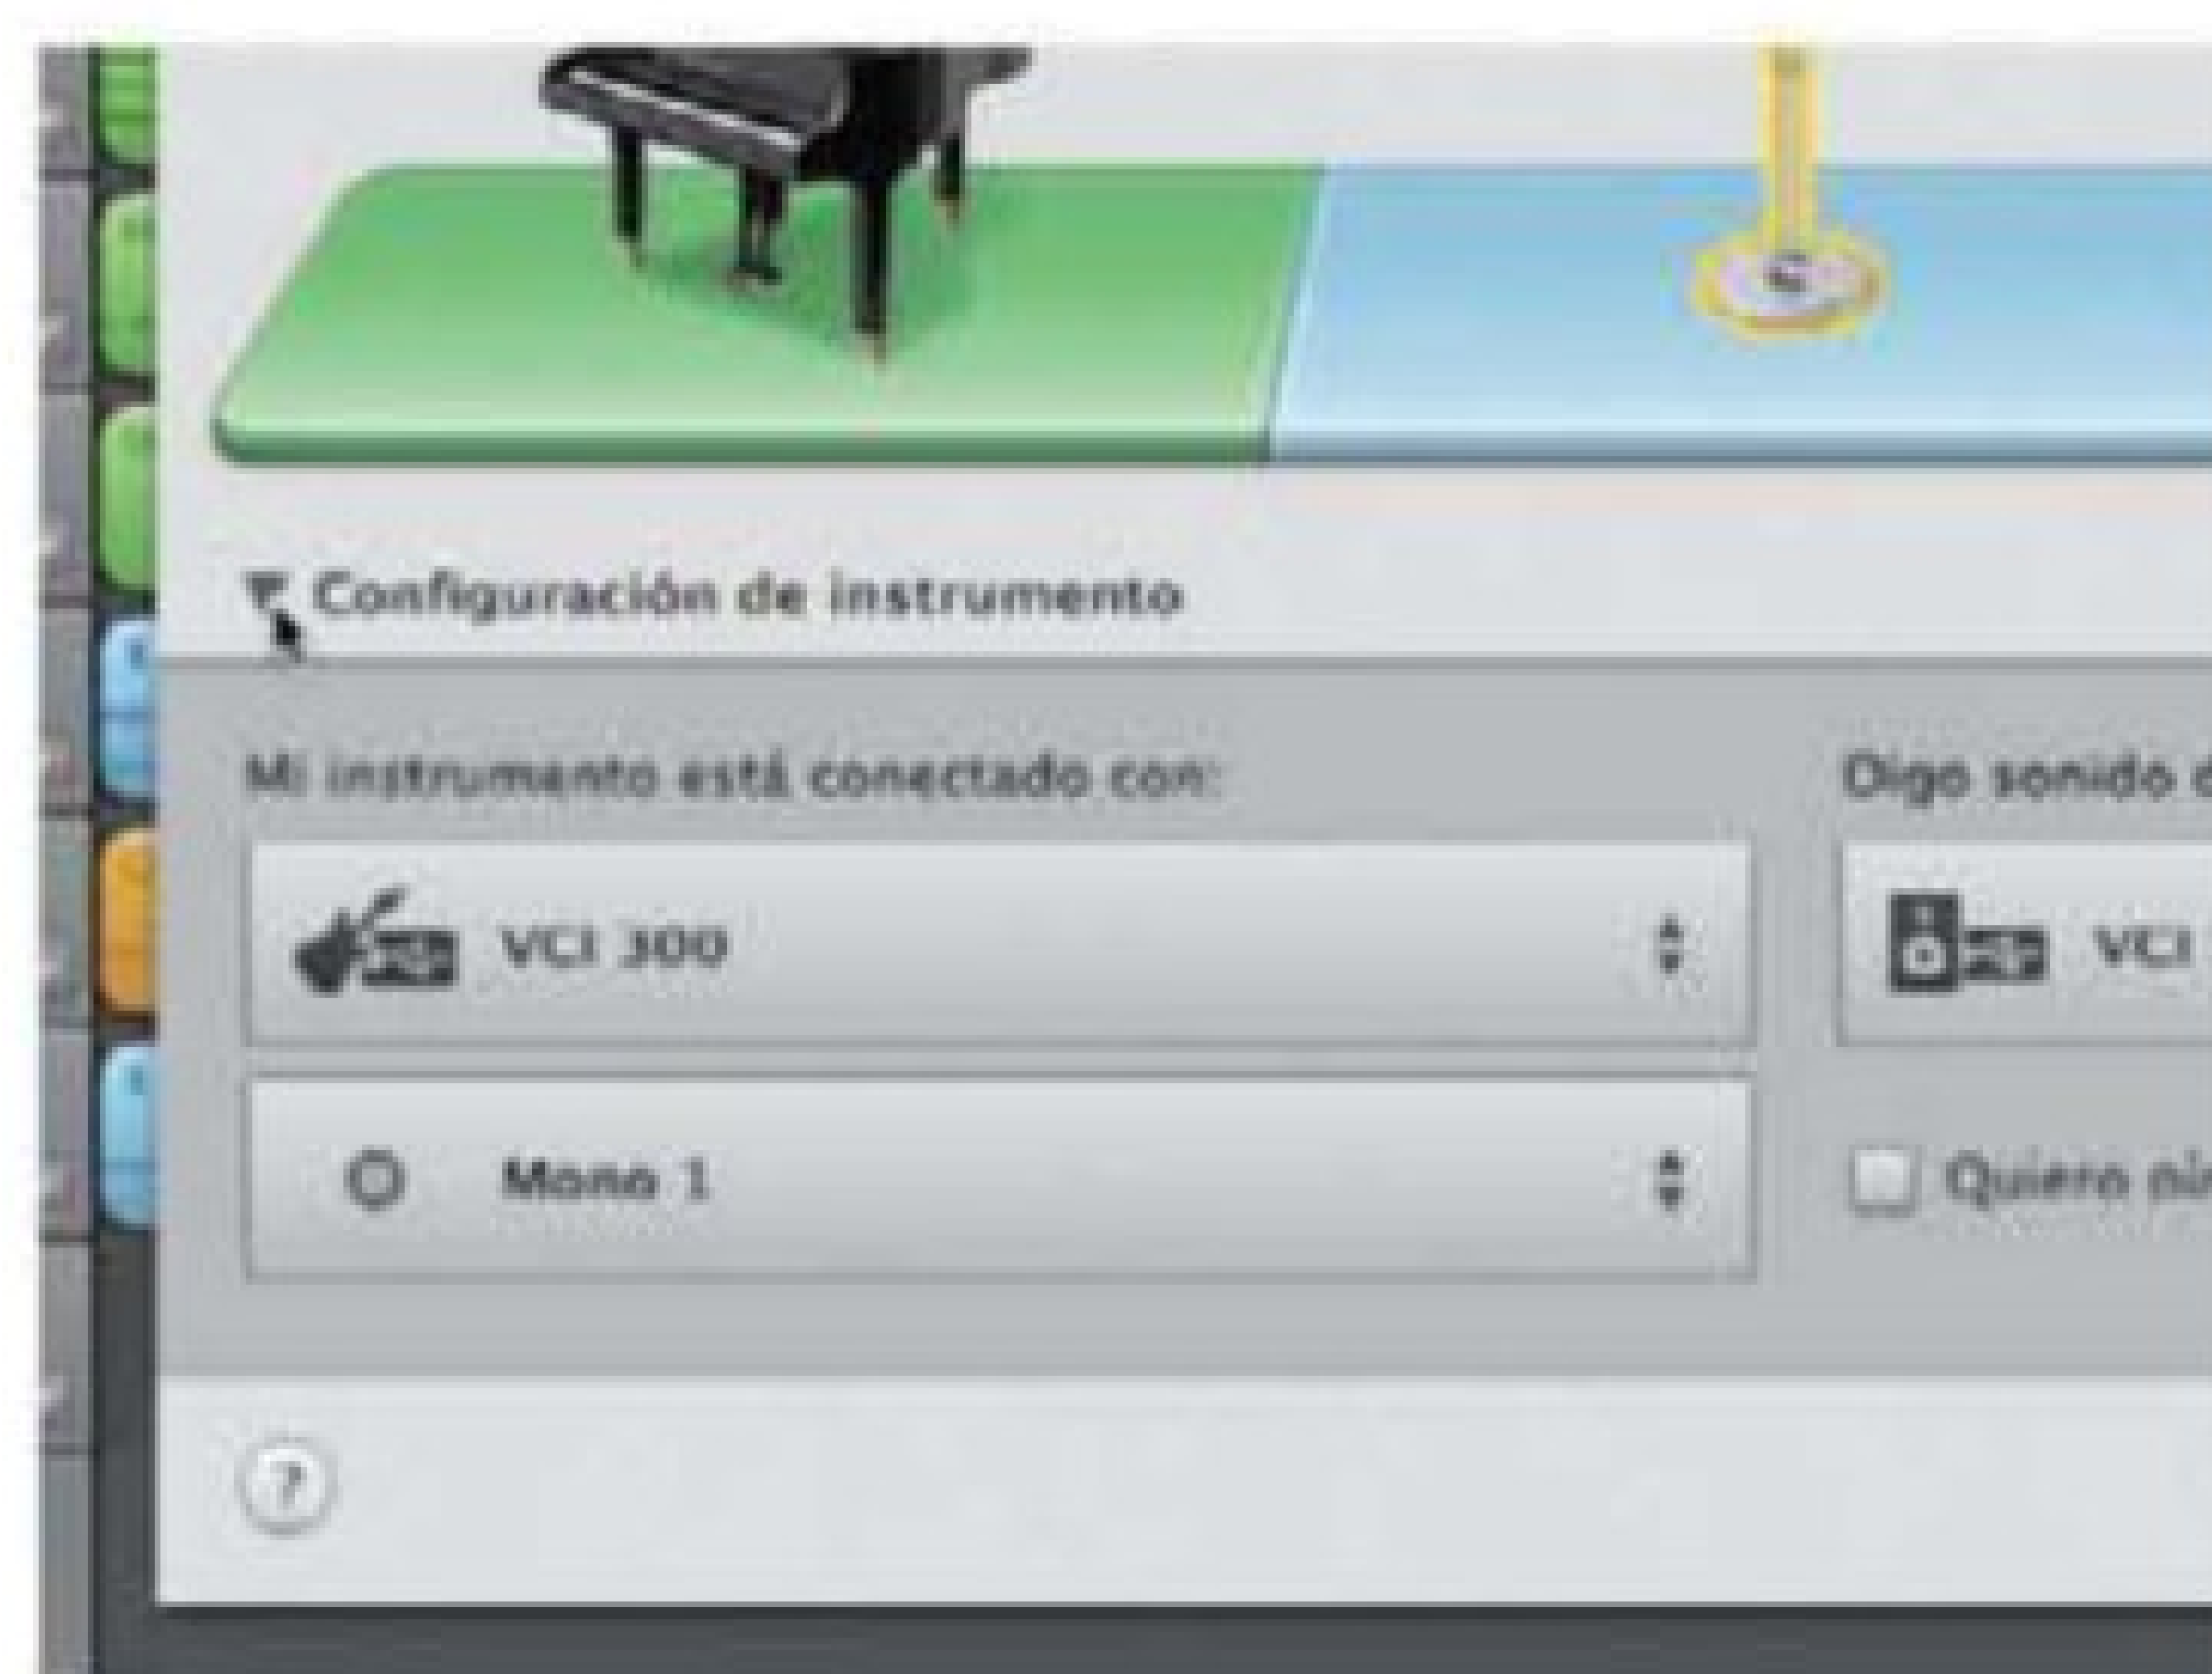 Configuración de instrumento
Mi instrumento está conectado con:
Oigo sonido
VCI 300
VCI
Mono 1
Quiero
?